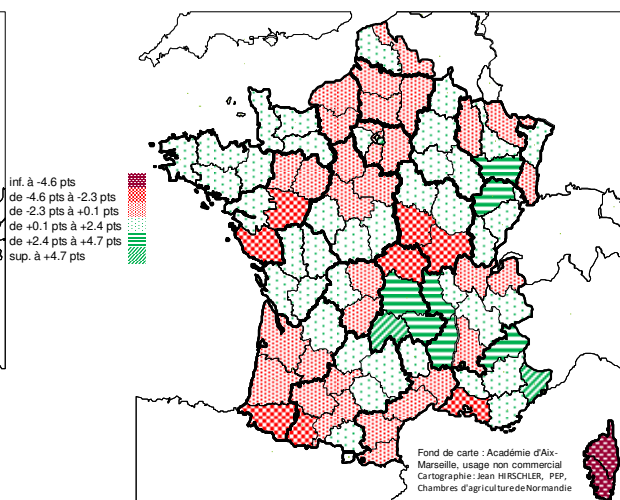 inf. à -4.6 pts
de -4.6 pts à -2.3 pts
de -2.3 pts à +0.1 pts
de +0.1 pts à +2.4 pts
de +2.4 pts à +4.7 pts
sup. à +4.7 pts
Fond de carte : Académie d'Aix-
Marseille, usage non commercial
Cartographie: Jean HIRSCHLER, PEP,
Chambres d'agriculture de Normandie